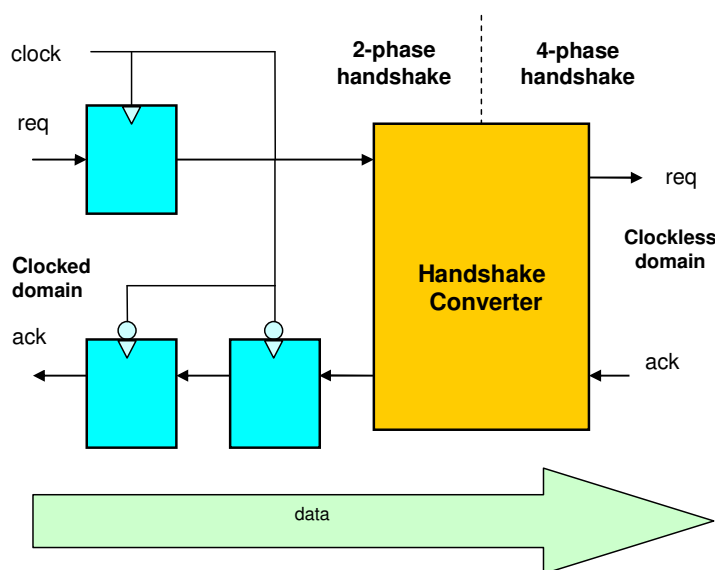 2-phase
handshake
4-phase
handshake
clock
req
req
Clocked
domain
Clockless
domain
Handshake
Converter
ack
ack
data